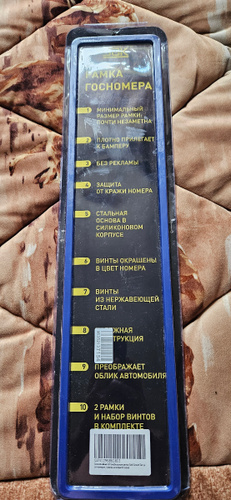 РАМКА
ГОСНОМЕРА
1 МИНИМАЛЬНЫЙ
РАЗМЕР РАМКИ,
ПОЧТИ НЕЗАМЕТНА
2 ПЛОТНО ПРИЛЕГАЕТ
К БАМПЕРУ
3 БЕЗ РЕКЛАМЫ
4 ЗАЩИТА
ОТ КРАЖИ НОМЕРА
5 СТАЛЬНАЯ
ОСНОВА В
СИЛИКОНОВОМ
КОРПУСЕ
6 ВИНТЫ ОКРАШЕНЫ
В ЦВЕТ НОМЕРА
7 ВИНТЫ
ИЗ НЕРЖАВЕЮЩЕЙ
СТАЛИ
8
9 ПРЕОБРАЖАЕТ
ОБЛИК АВТОМОБИЛЯ
10 2 РАМКИ
И НАБОР ВИНТОВ
В КОМПЛЕКТЕ